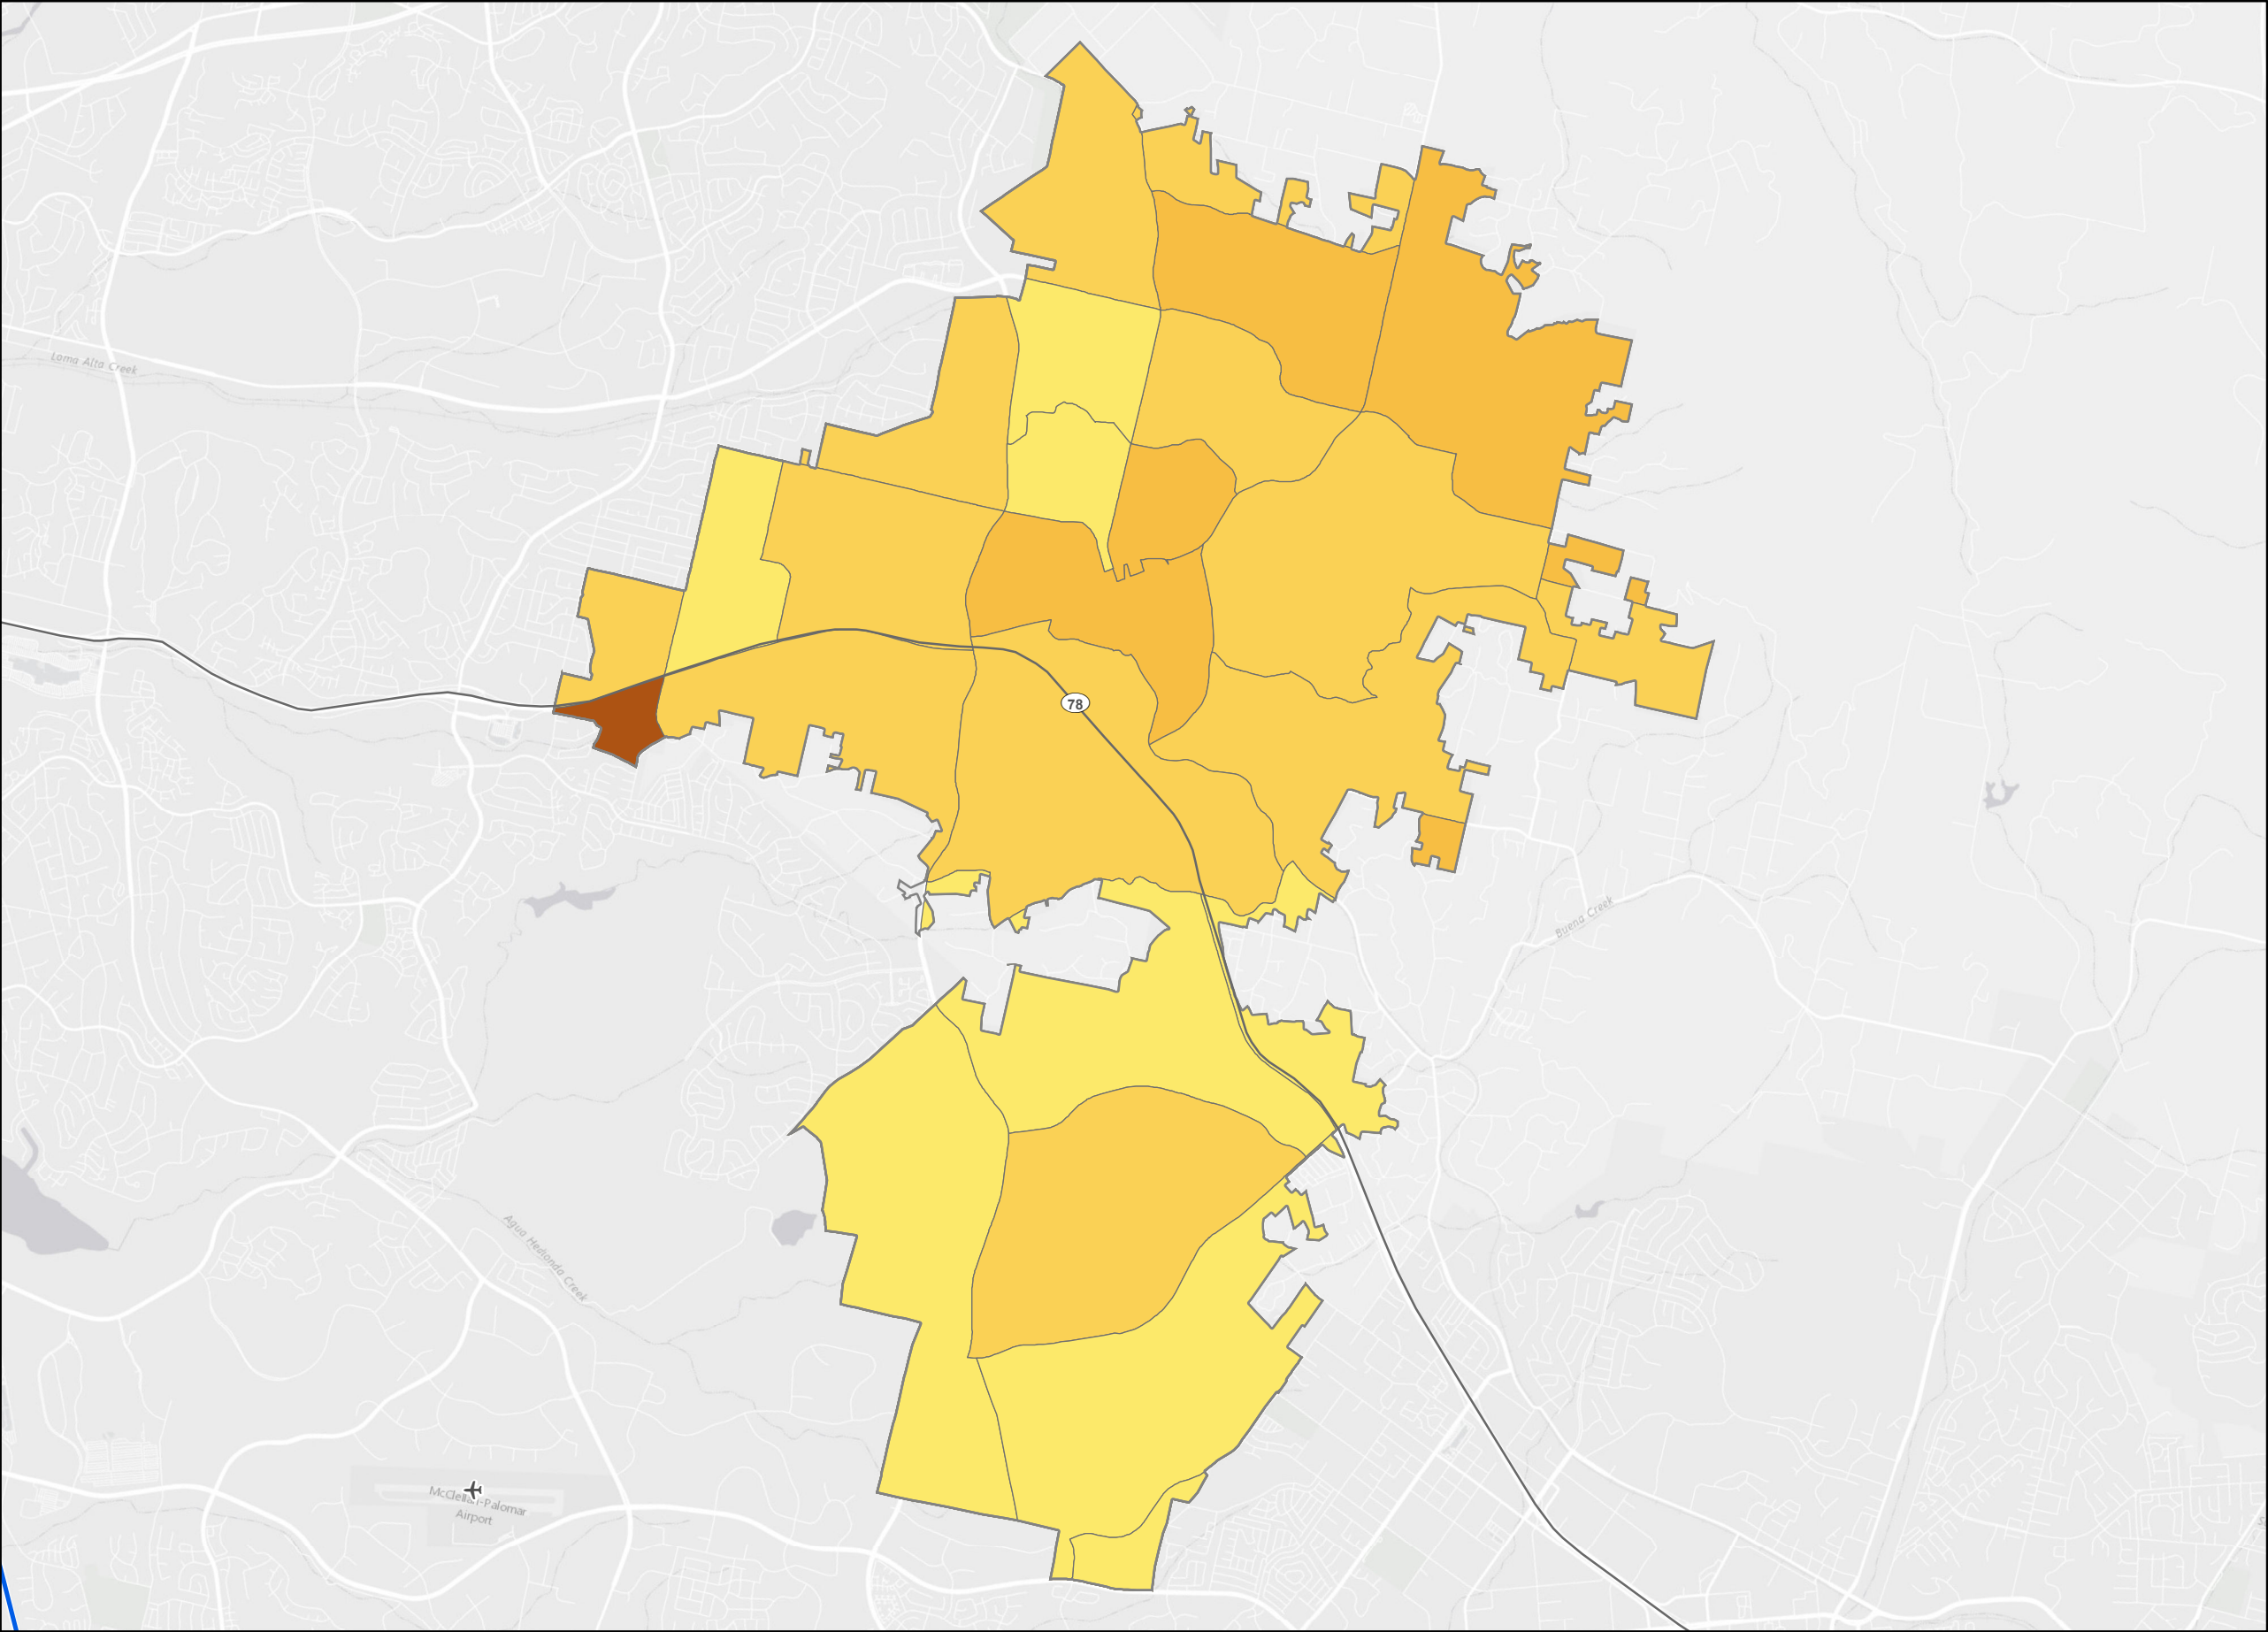 Loma Alta Creek
78
Buena Creek
Agua Hedionda Creek
McClellan-Palomar
Airport